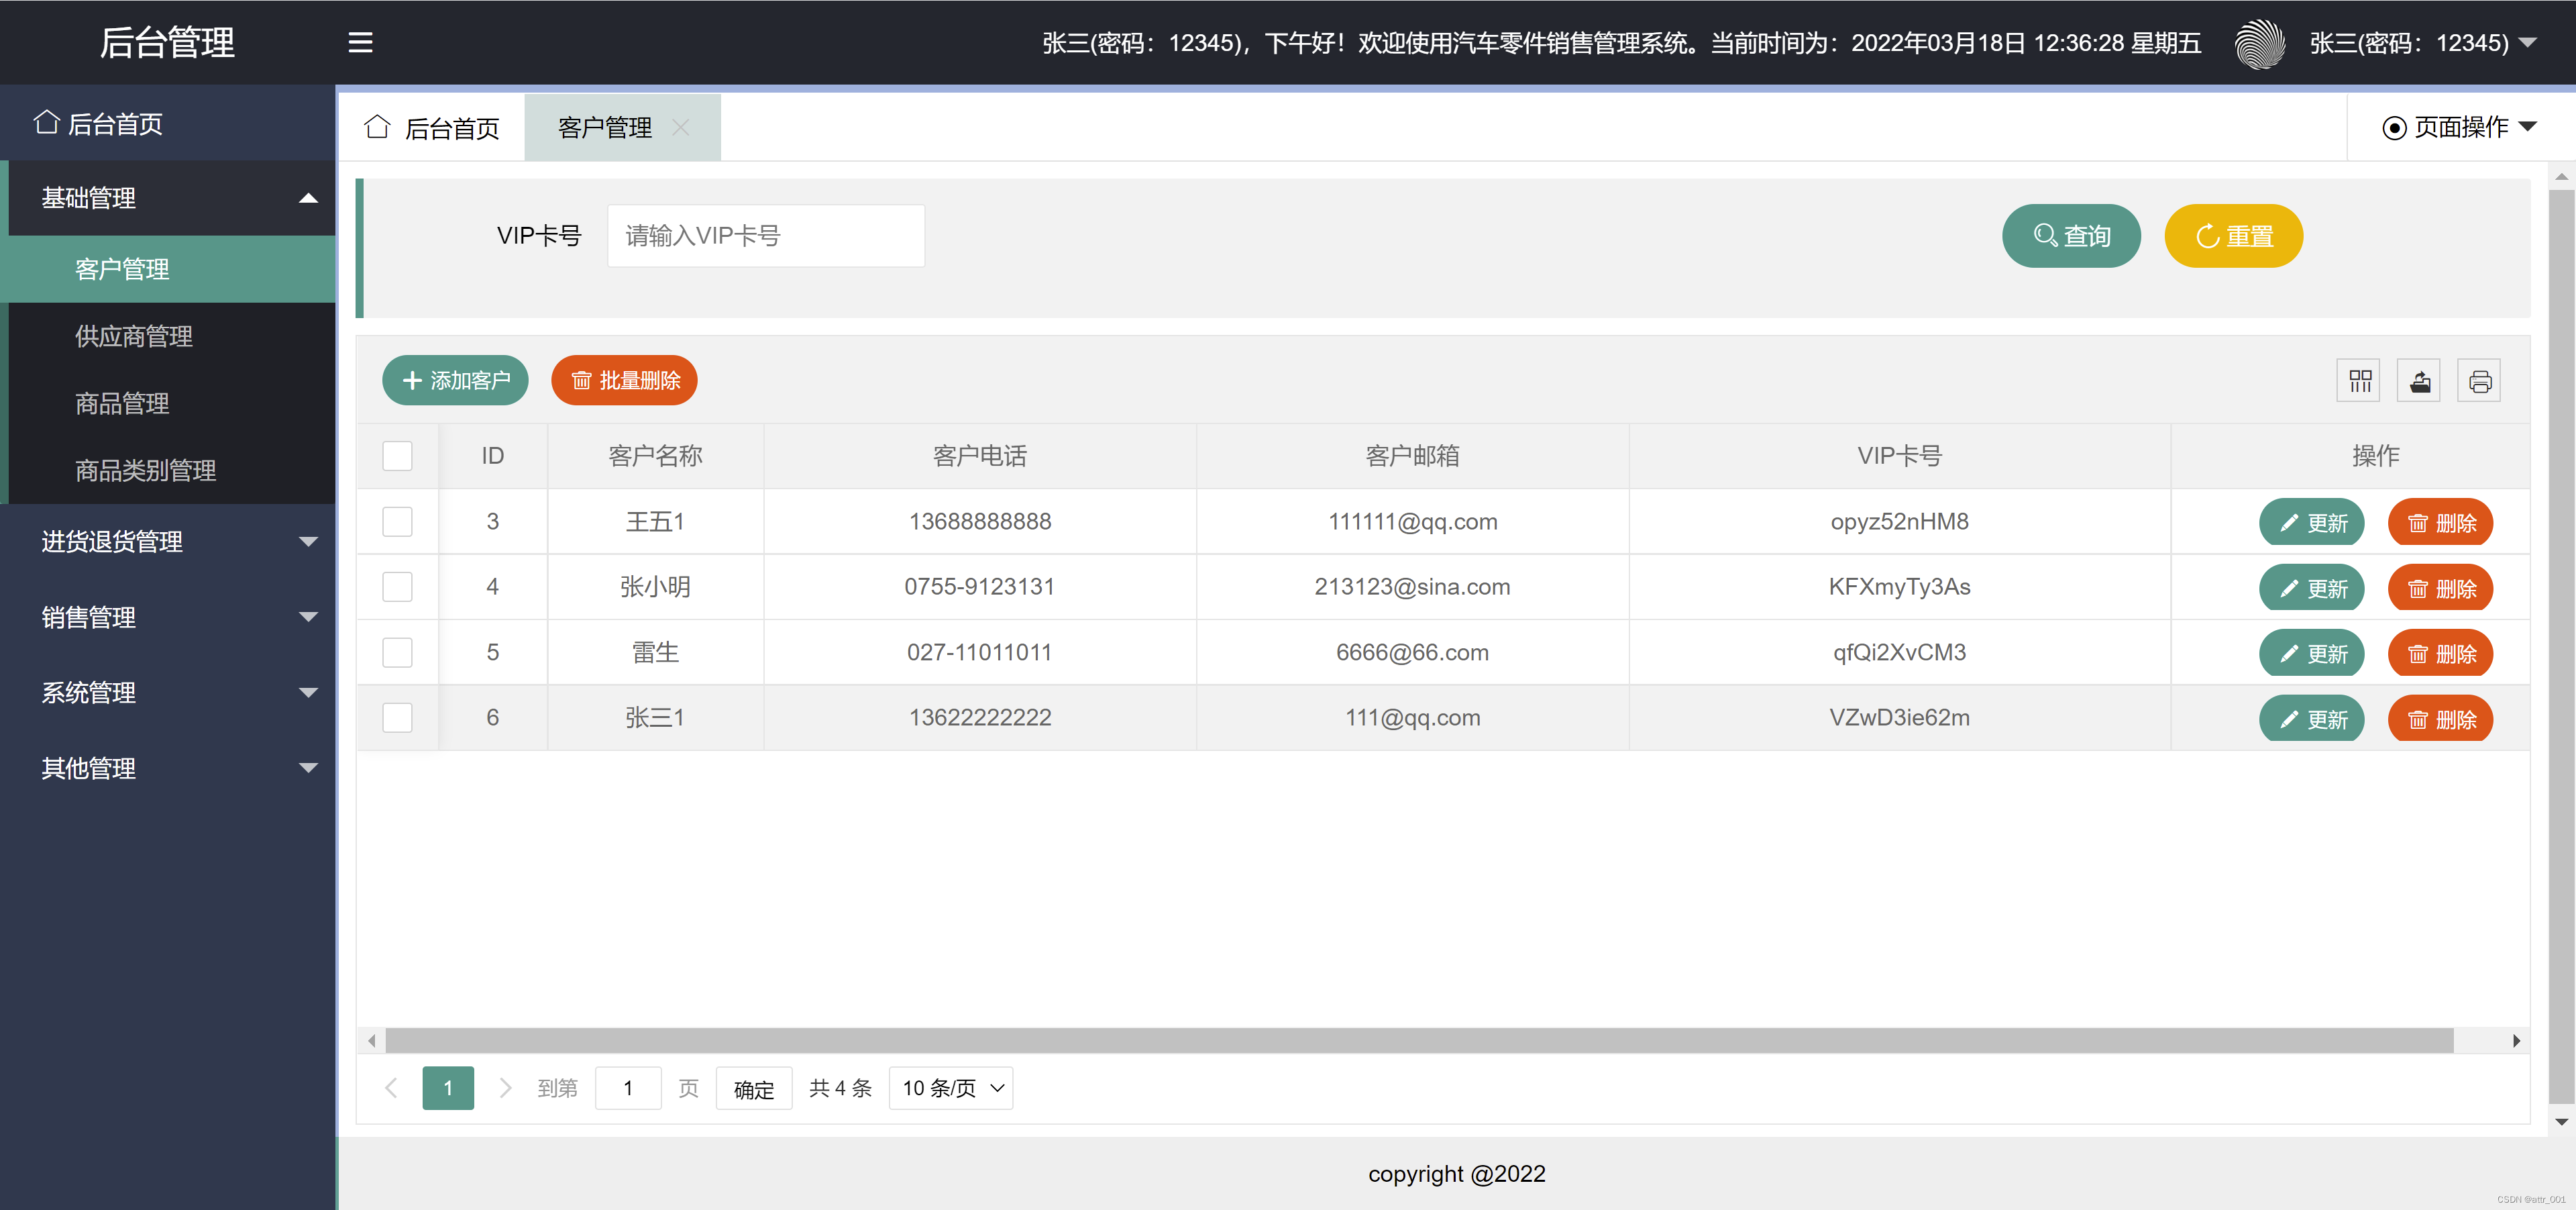 后台管理
张三(密码：12345)，下午好！欢迎使用汽车零件销售管理系统。当前时间为：2022年03月18日 12:36:28 星期五
张三(密码：12345)
后台首页
基础管理
客户管理
供应商管理
商品管理
商品类别管理
进货退货管理
销售管理
系统管理
其他管理
后台首页
客户管理
页面操作
VIP卡号
请输入VIP卡号
查询
重置
添加客户
批量删除
ID 客户名称 客户电话 客户邮箱 VIP卡号 操作
3 王五1 13688888888 111111@qq.com opyz52nHM8 更新 删除
4 张小明 0755-9123131 213123@sina.com KFXmyTy3As 更新 删除
5 雷生 027-11011011 6666@66.com qfQi2XvCM3 更新 删除
6 张三1 13622222222 111@qq.com VZwD3ie62m 更新 删除
1 到第 1 页 确定 共 4 条 10 条/页
copyright @2022
CSDN @attr_001